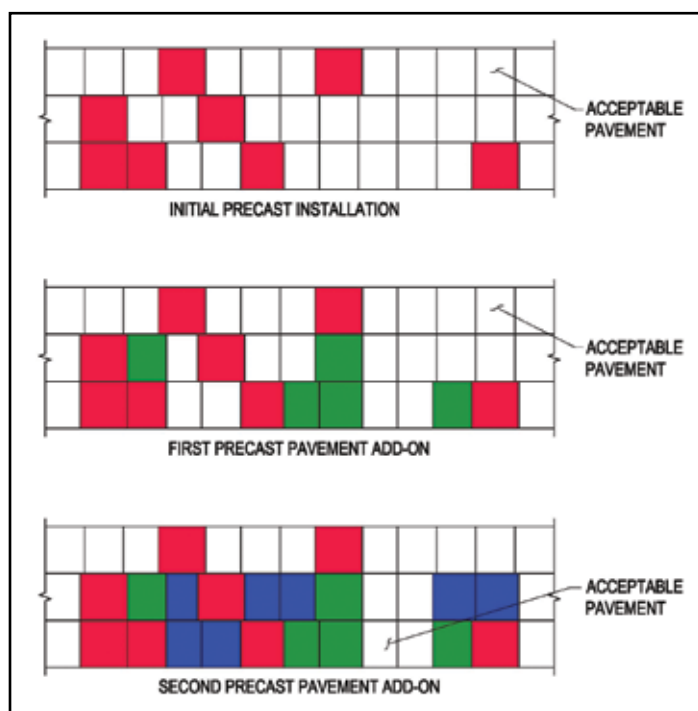 ACCEPTABLE
PAVEMENT
INITIAL PRECAST INSTALLATION
ACCEPTABLE
PAVEMENT
FIRST PRECAST PAVEMENT ADD-ON
ACCEPTABLE
PAVEMENT
SECOND PRECAST PAVEMENT ADD-ON